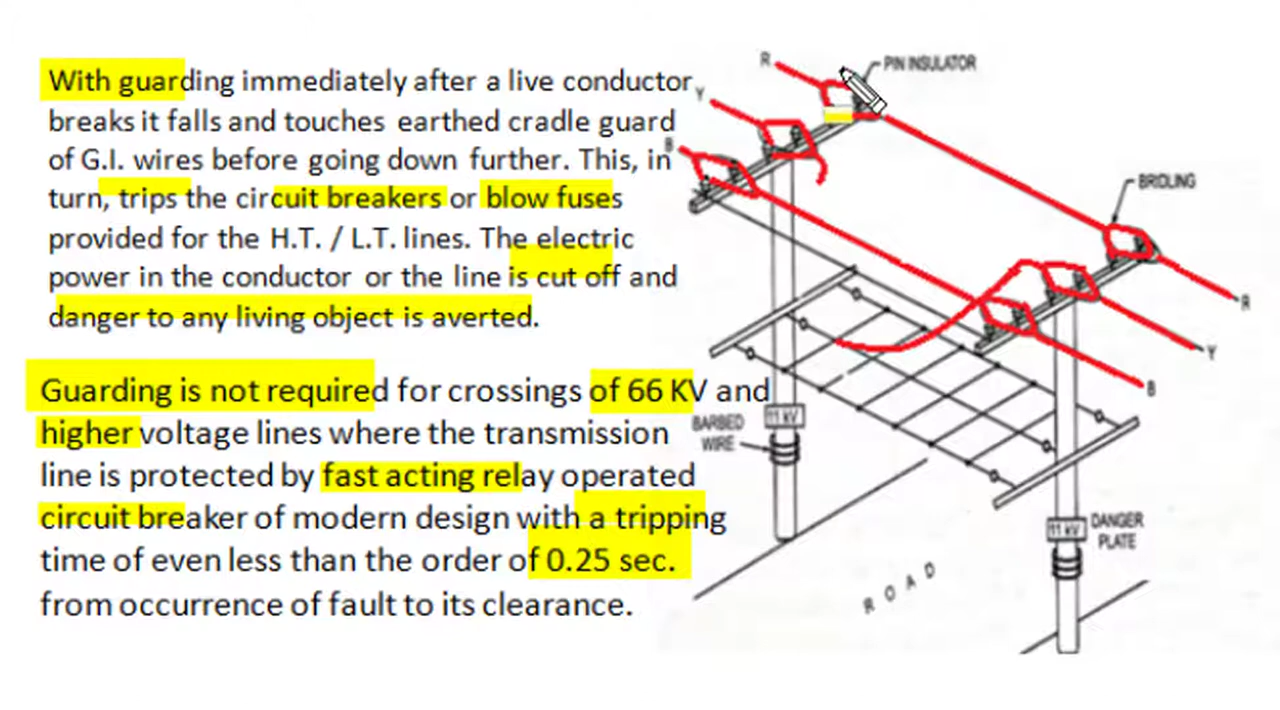 With guarding immediately after a live conductor
breaks it falls and touches earthed cradle guard
of G.I. wires before going down further. This, in
turn, trips the circuit breakers or blow fuses
provided for the H.T. / L.T. lines. The electric
power in the conductor or the line is cut off and
danger to any living object is averted.
Guarding is not required for crossings of 66 KV and
higher voltage lines where the transmission
line is protected by fast acting relay operated
circuit breaker of modern design with a tripping
time of even less than the order of 0.25 sec.
from occurrence of fault to its clearance.
R
PIN INSULATOR
Y
B
BRIDLING
R
Y
B
11 KV
BARBED
WIRE
11 KV
DANGER
PLATE
ROAD